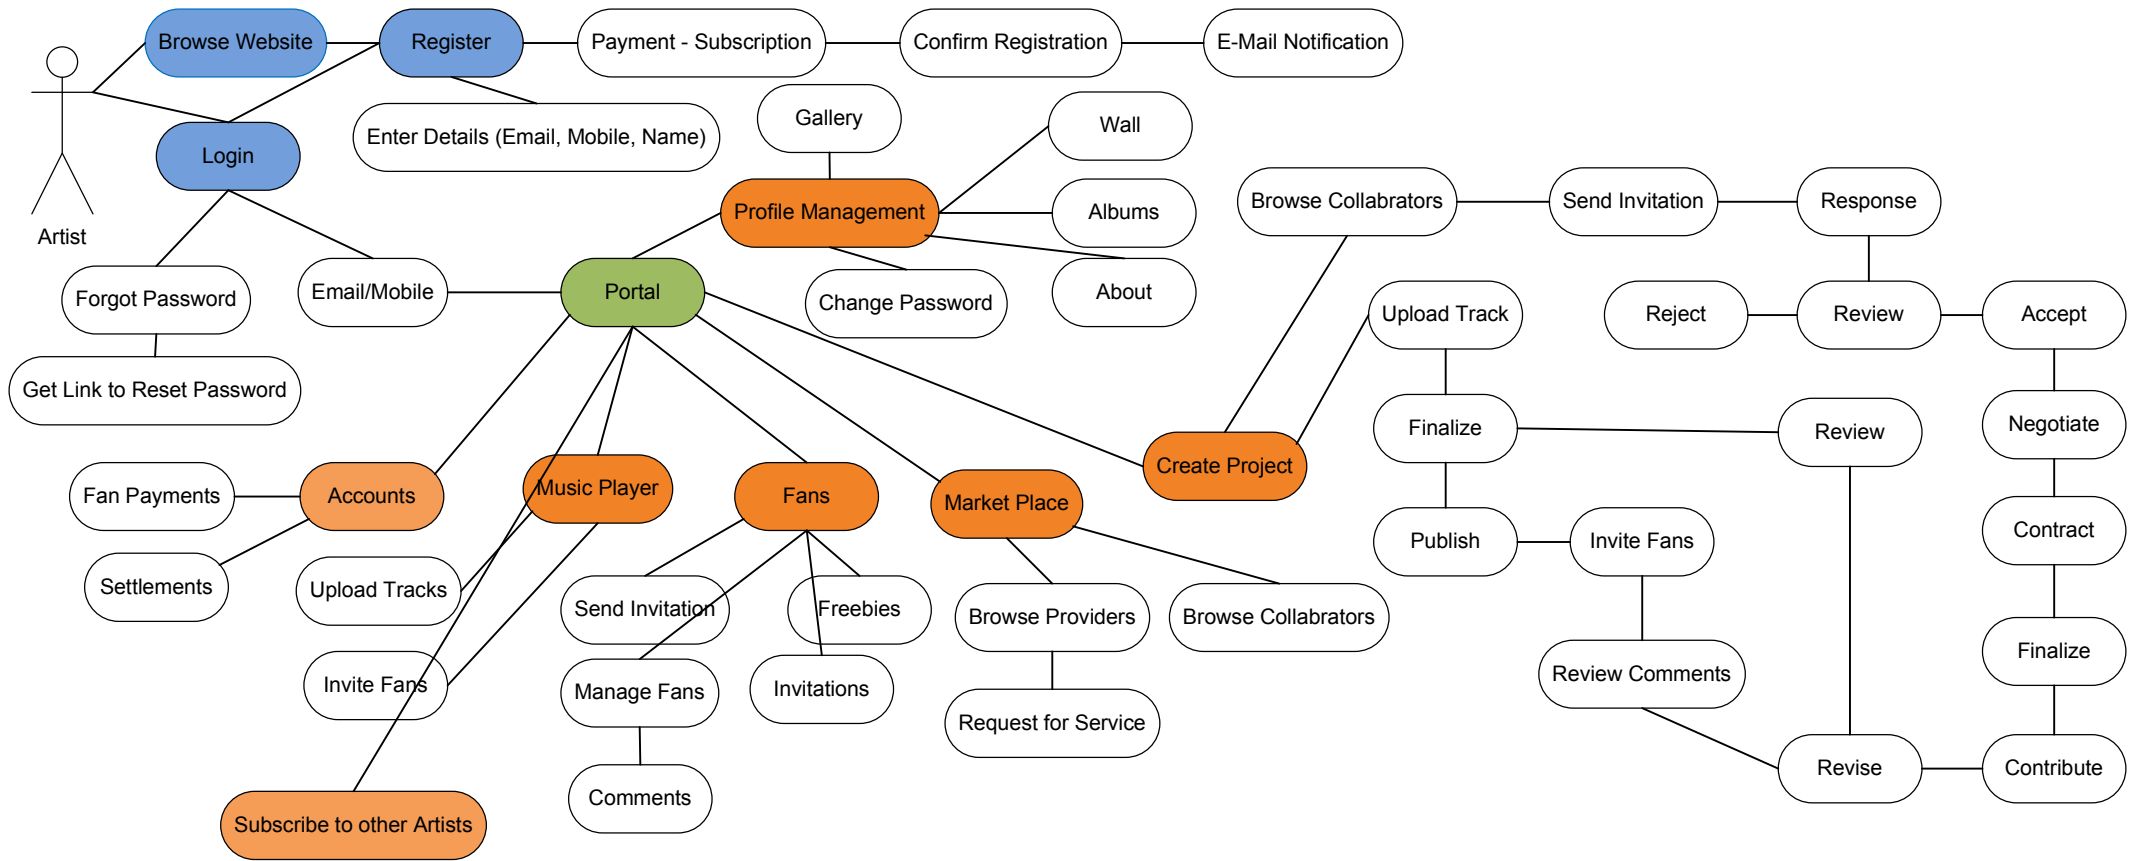 Browse Website
Register
Payment - Subscription
Confirm Registration
E-Mail Notification
Gallery
Wall
Enter Details (Email, Mobile, Name)
Login
Artist
Profile Management
Albums
Browse Collabrators
Send Invitation
Response
Forgot Password
Email/Mobile
Portal
Change Password
About
Upload Track
Reject
Review
Accept
Get Link to Reset Password
Finalize
Review
Negotiate
Create Project
Fan Payments
Accounts
Music Player
Fans
Market Place
Publish
Invite Fans
Contract
Settlements
Upload Tracks
Send Invitation
Freebies
Browse Providers
Browse Collabrators
Finalize
Invite Fans
Manage Fans
Invitations
Review Comments
Request for Service
Revise
Contribute
Comments
Subscribe to other Artists